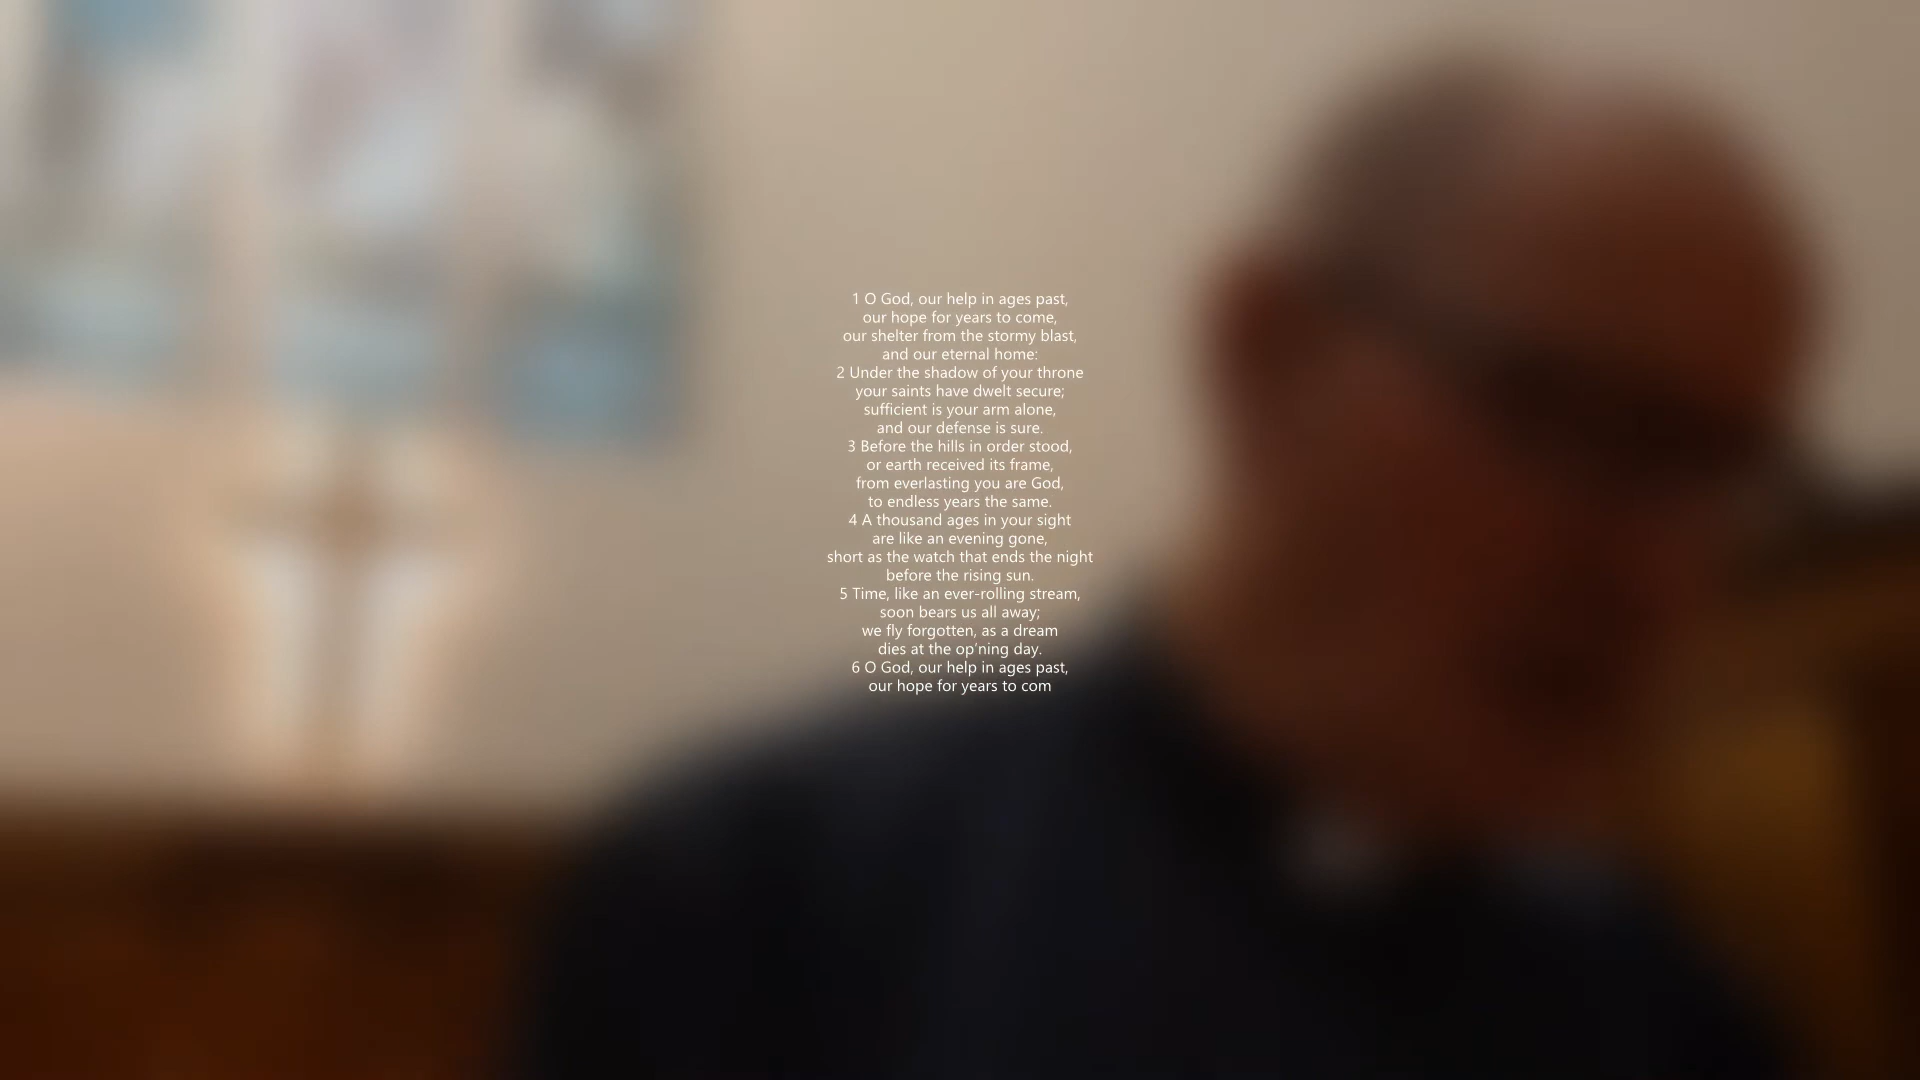 1 O God, our help in ages past,
our hope for years to come,
our shelter from the stormy blast,
and our eternal home:
2 Under the shadow of your throne
your saints have dwelt secure;
sufficient is your arm alone,
and our defense is sure.
3 Before the hills in order stood,
or earth received its frame,
from everlasting you are God,
to endless years the same.
4 A thousand ages in your sight
are like an evening gone,
short as the watch that ends the night
before the rising sun.
5 Time, like an ever-rolling stream,
soon bears us all away;
we fly forgotten, as a dream
dies at the op'ning day.
6 O God, our help in ages past,
our hope for years to com